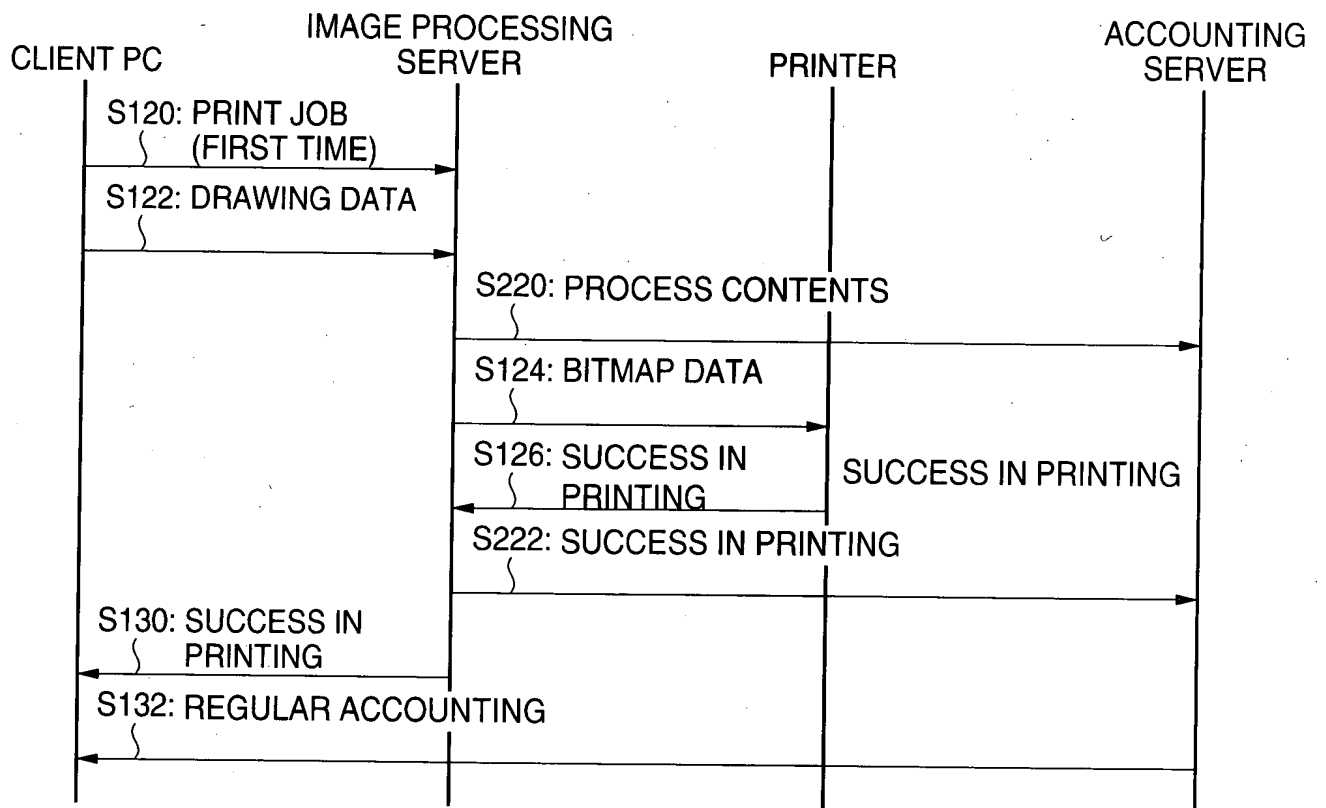 CLIENT PC
IMAGE PROCESSING
SERVER
PRINTER
ACCOUNTING
SERVER
S120: PRINT JOB
(FIRST TIME)
S122: DRAWING DATA
S220: PROCESS CONTENTS
S124: BITMAP DATA
S126: SUCCESS IN
PRINTING
SUCCESS IN PRINTING
S222: SUCCESS IN PRINTING
S130: SUCCESS IN
PRINTING
S132: REGULAR ACCOUNTING